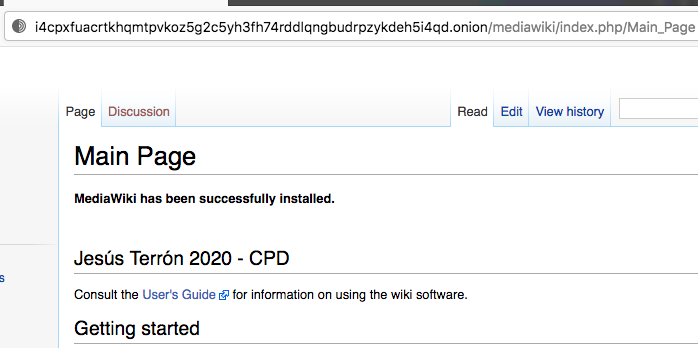 i4cpxfuacrtkhqmtpvkoz5g2c5yh3fh74rddlqngbudrpzykdeh5i4qd.onion/mediawiki/index.php/Main_Page
Page Discussion Read Edit View history
Main Page
MediaWiki has been successfully installed.
Jesús Terrón 2020 - CPD
Consult the User's Guide for information on using the wiki software.
Getting started